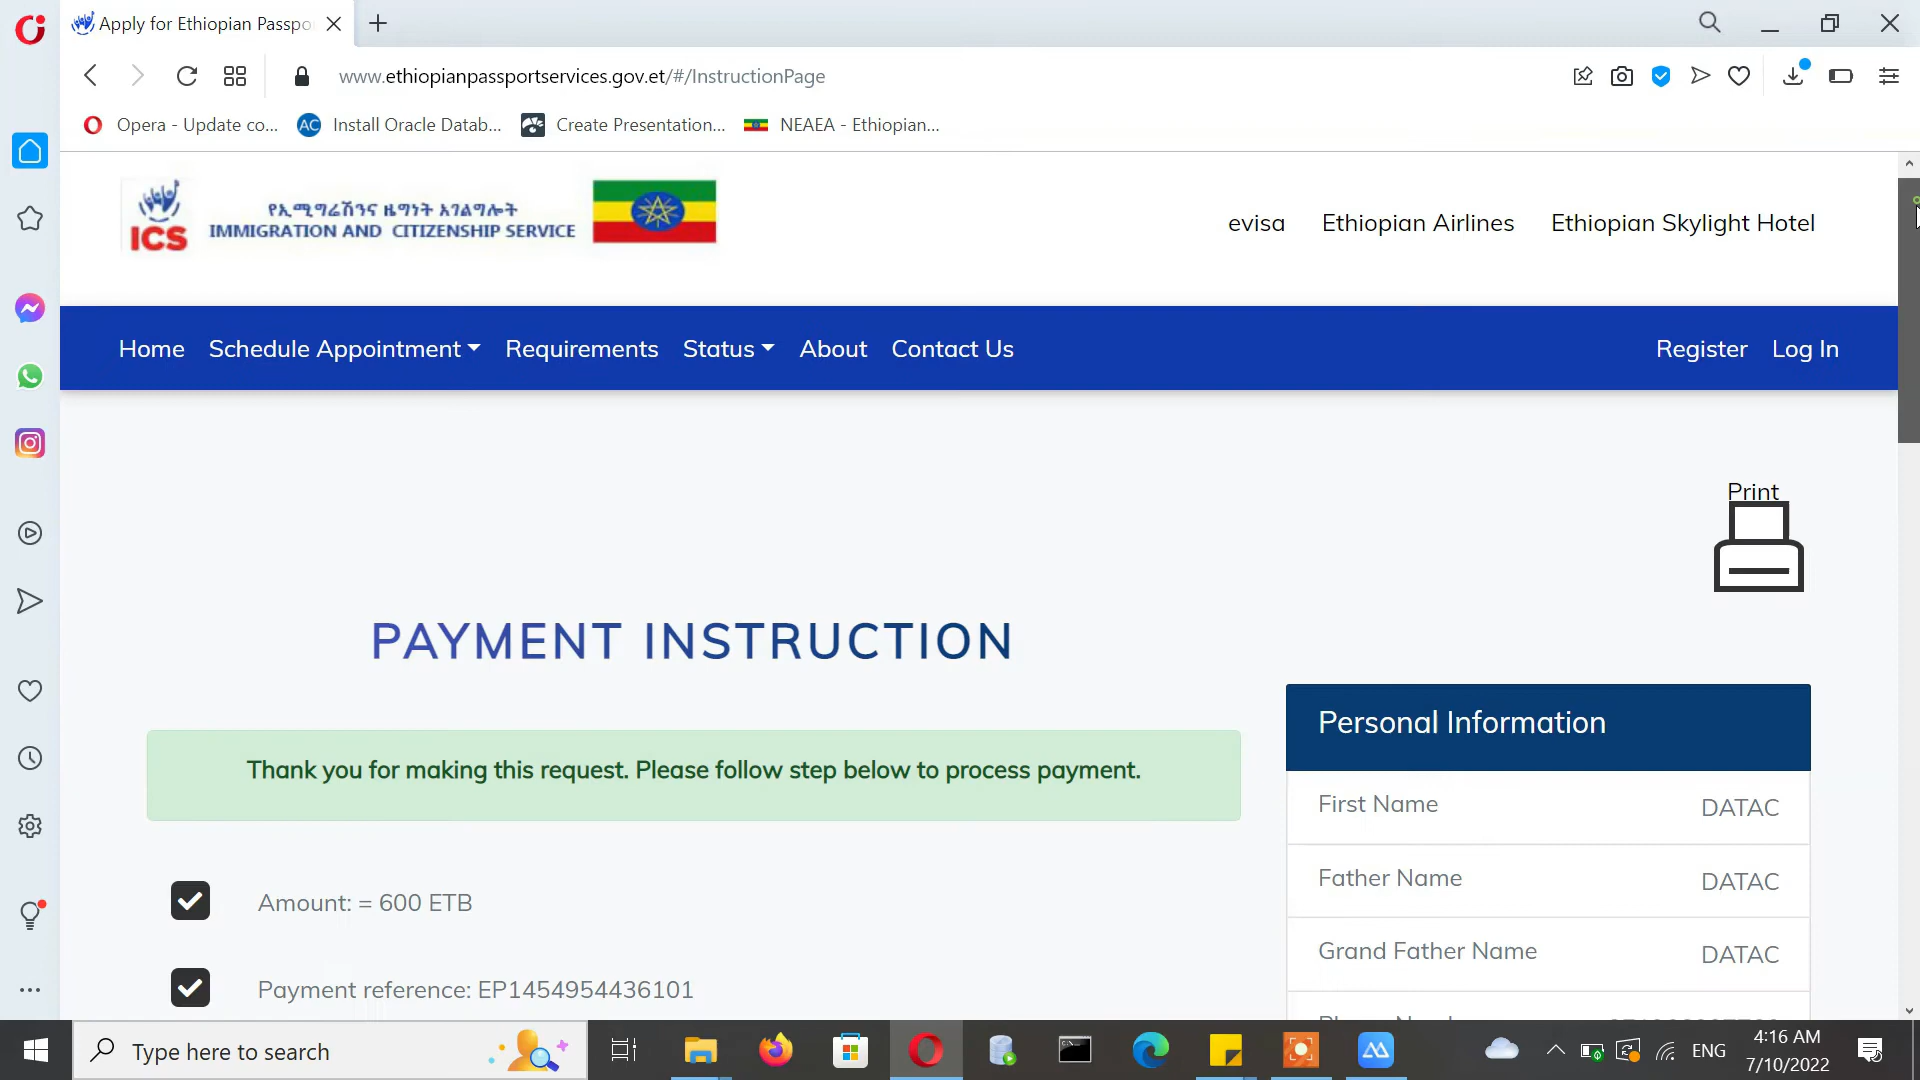 Apply for Ethiopian Passpo
www.ethiopianpassportservices.gov.et/#/InstructionPage
Opera - Update co...
AC
Install Oracle Datab...
Create Presentation...
NEAEA - Ethiopian...
ICS
የኢሚግሬሽንና ዜግነት አገልግሎት
IMMIGRATION AND CITIZENSHIP SERVICE
evisa
Ethiopian Airlines
Ethiopian Skylight Hotel
Home
Schedule Appointment
Requirements
Status
About
Contact Us
Register
Log In
Print
PAYMENT INSTRUCTION
Thank you for making this request. Please follow step below to process payment.
Amount: = 600 ETB
Payment reference: EP1454954436101
Personal Information
First Name DATAC
Father Name DATAC
Grand Father Name DATAC
Type here to search
ENG
4:16 AM
7/10/2022